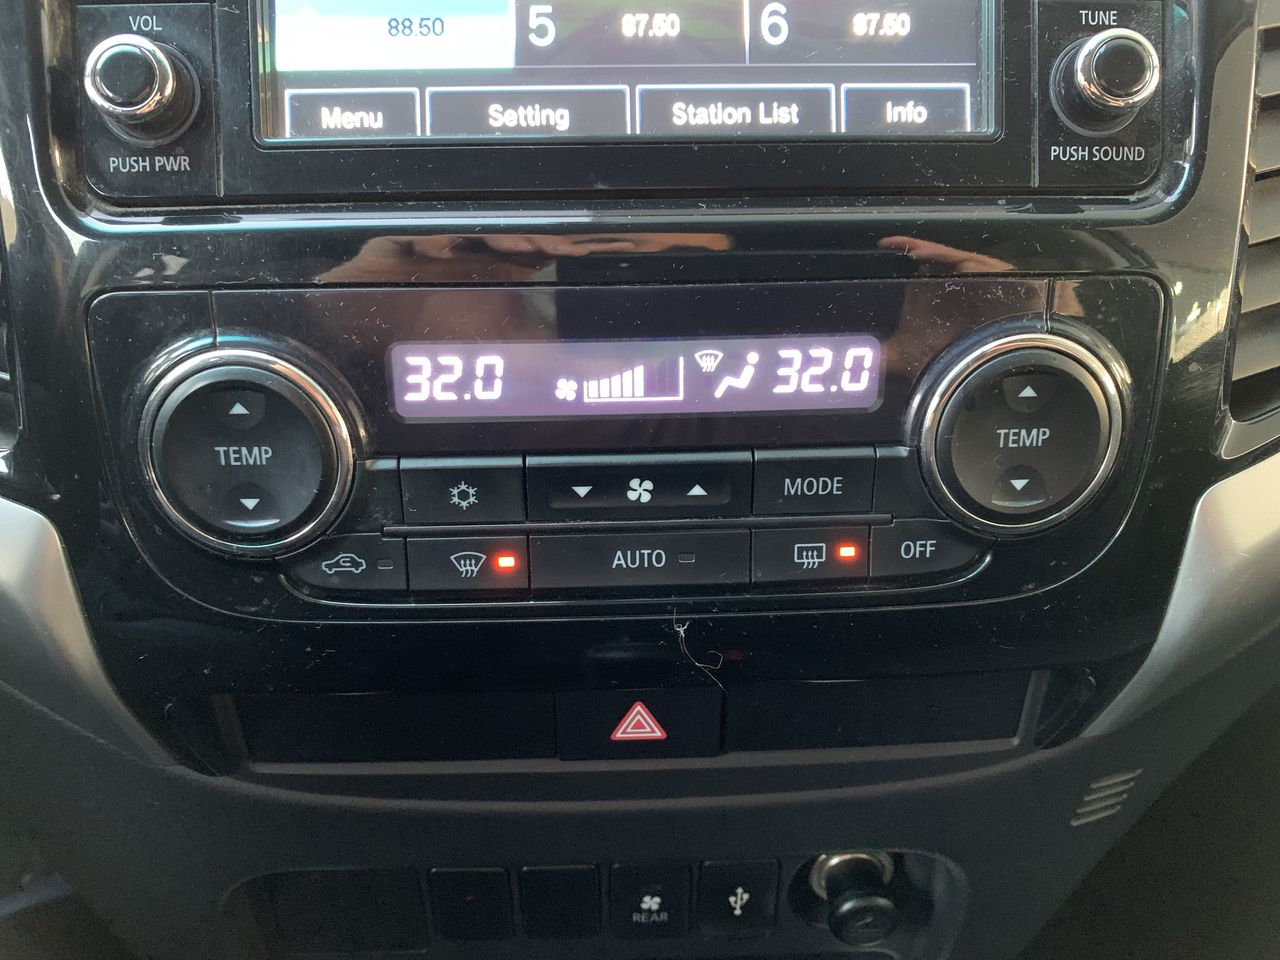 VOL
TUNE
88.50
5 87.50
6 87.50
Menu
Setting
Station List
Info
PUSH PWR
PUSH SOUND
32.0
32.0
TEMP
TEMP
MODE
AUTO
OFF
REAR